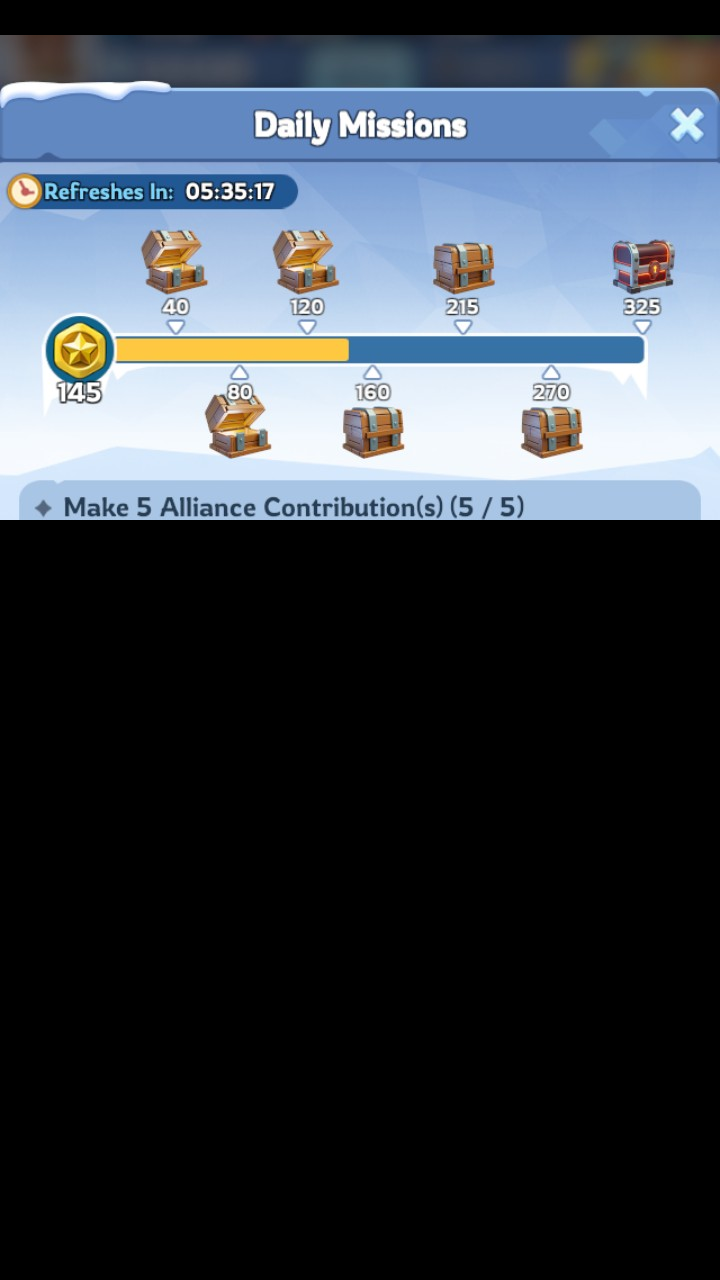 Daily Missions
Refreshes In: 05:35:17
40 120 215 325
145
80 160 270
Make 5 Alliance Contribution(s) (5 / 5)